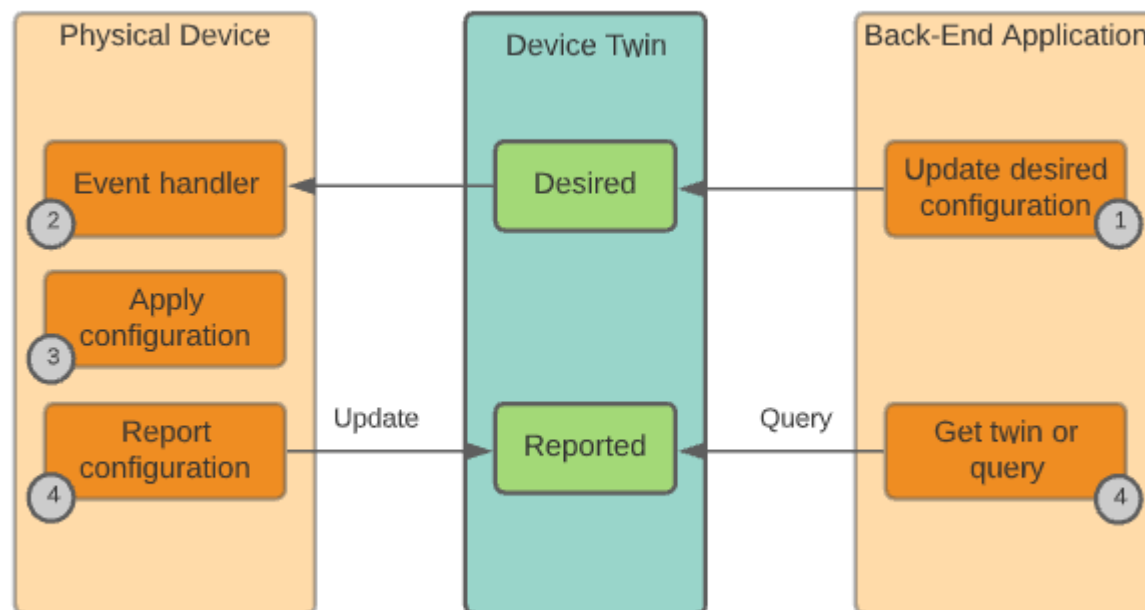 Physical Device
Device Twin
Back-End Application
Event handler
2
Desired
Update desired
configuration
1
Apply
configuration
3
Report
configuration
4
Update
Reported
Query
Get twin or
query
4